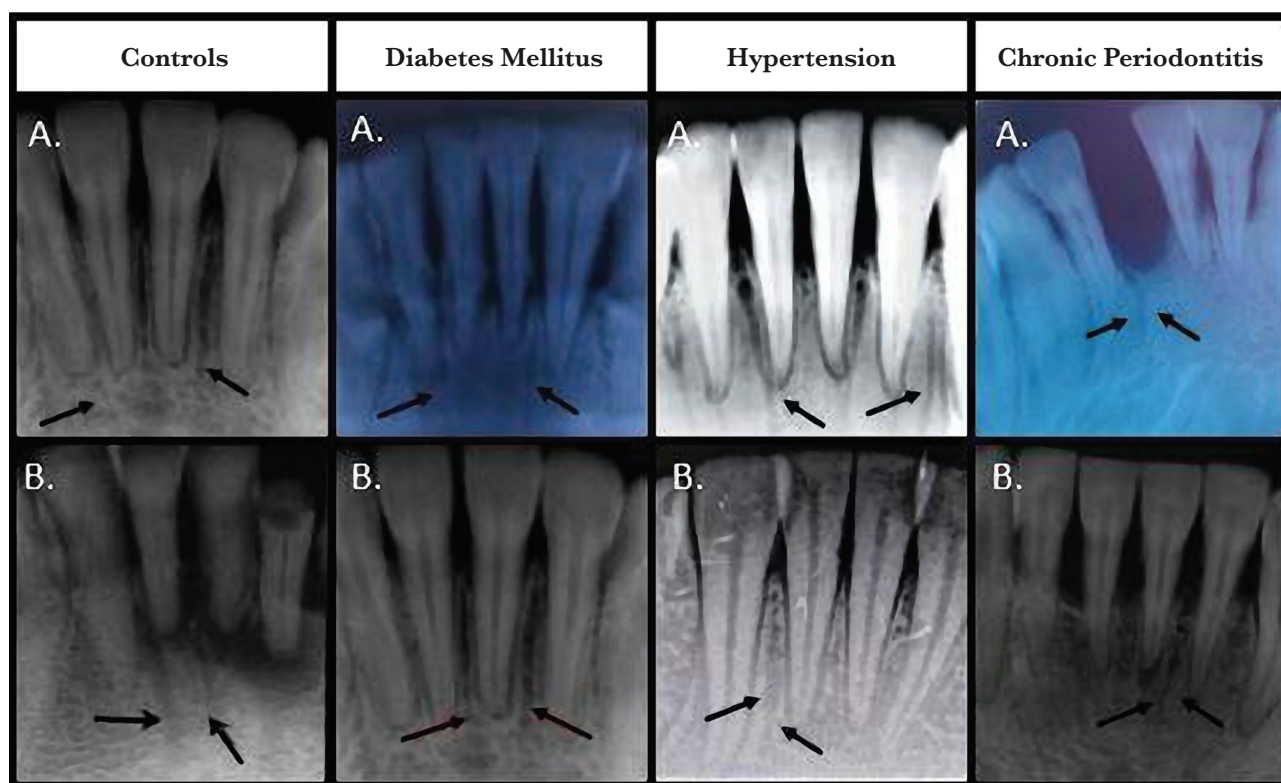 Controls
Diabetes Mellitus
Hypertension
Chronic Periodontitis
A.
A.
A.
A.
B.
B.
B.
B.